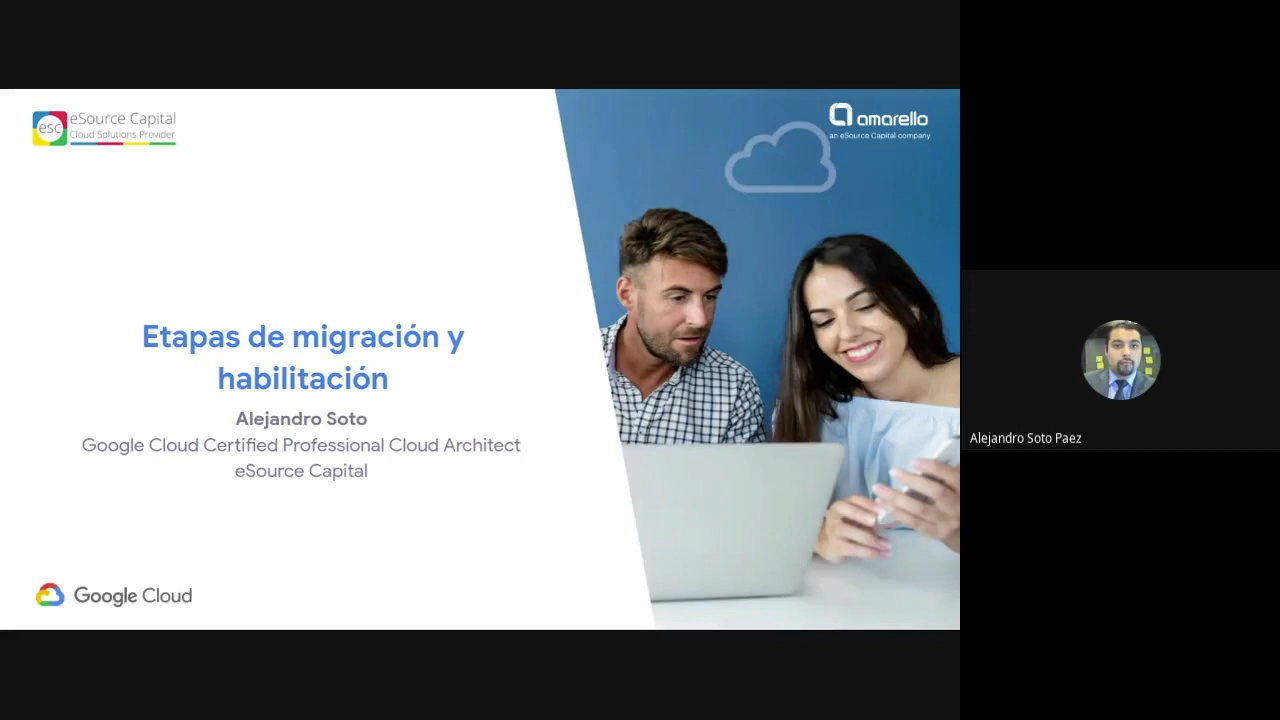 esc
eSource Capital
Cloud Solutions Provider
amarello
an eSource Capital company
Etapas de migración y
habilitación
Alejandro Soto
Google Cloud Certified Professional Cloud Architect
eSource Capital
Google Cloud
Alejandro Soto Paez